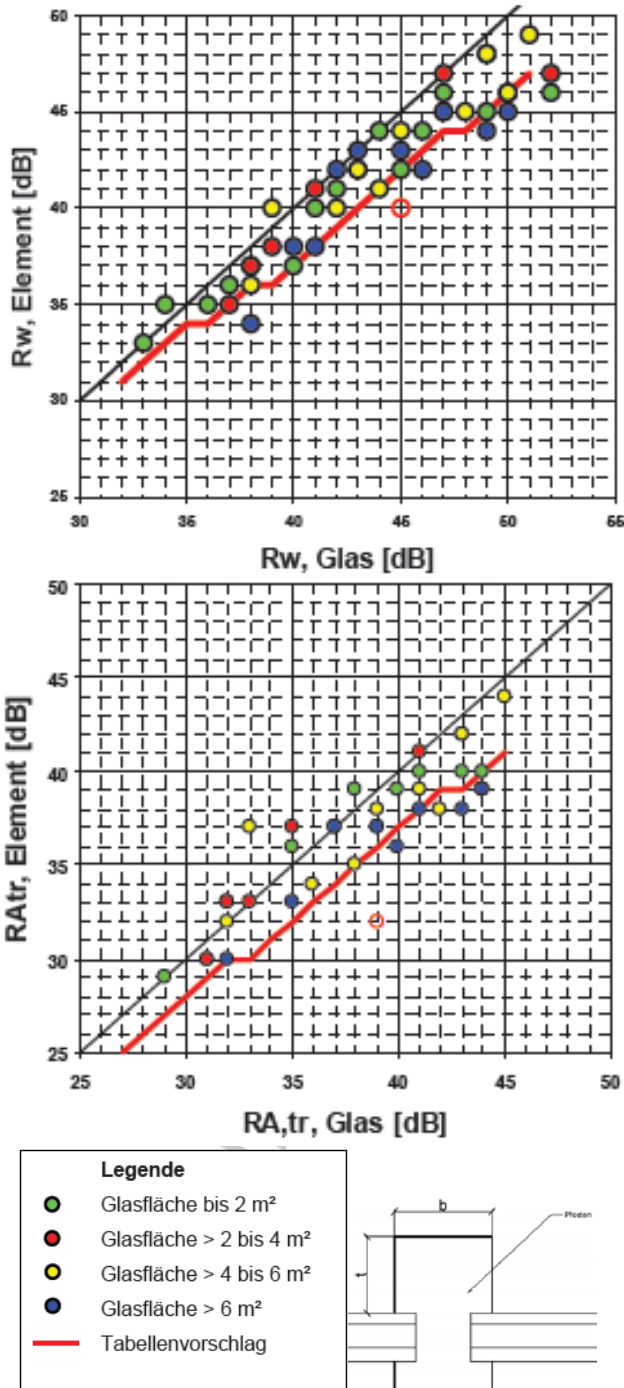 60
55
50
45
40
35
30
25
Rw, Element [dB]
30 35 40 45 50 55
Rw, Glas [dB]
50
45
40
35
30
25
RAtr, Element [dB]
25 30 35 40 45 50
RA,tr, Glas [dB]
Legende
Glasfläche bis 2 m²
Glasfläche > 2 bis 4 m²
Glasfläche > 4 bis 6 m²
Glasfläche > 6 m²
Tabellenvorschlag
b
Pfosten
t